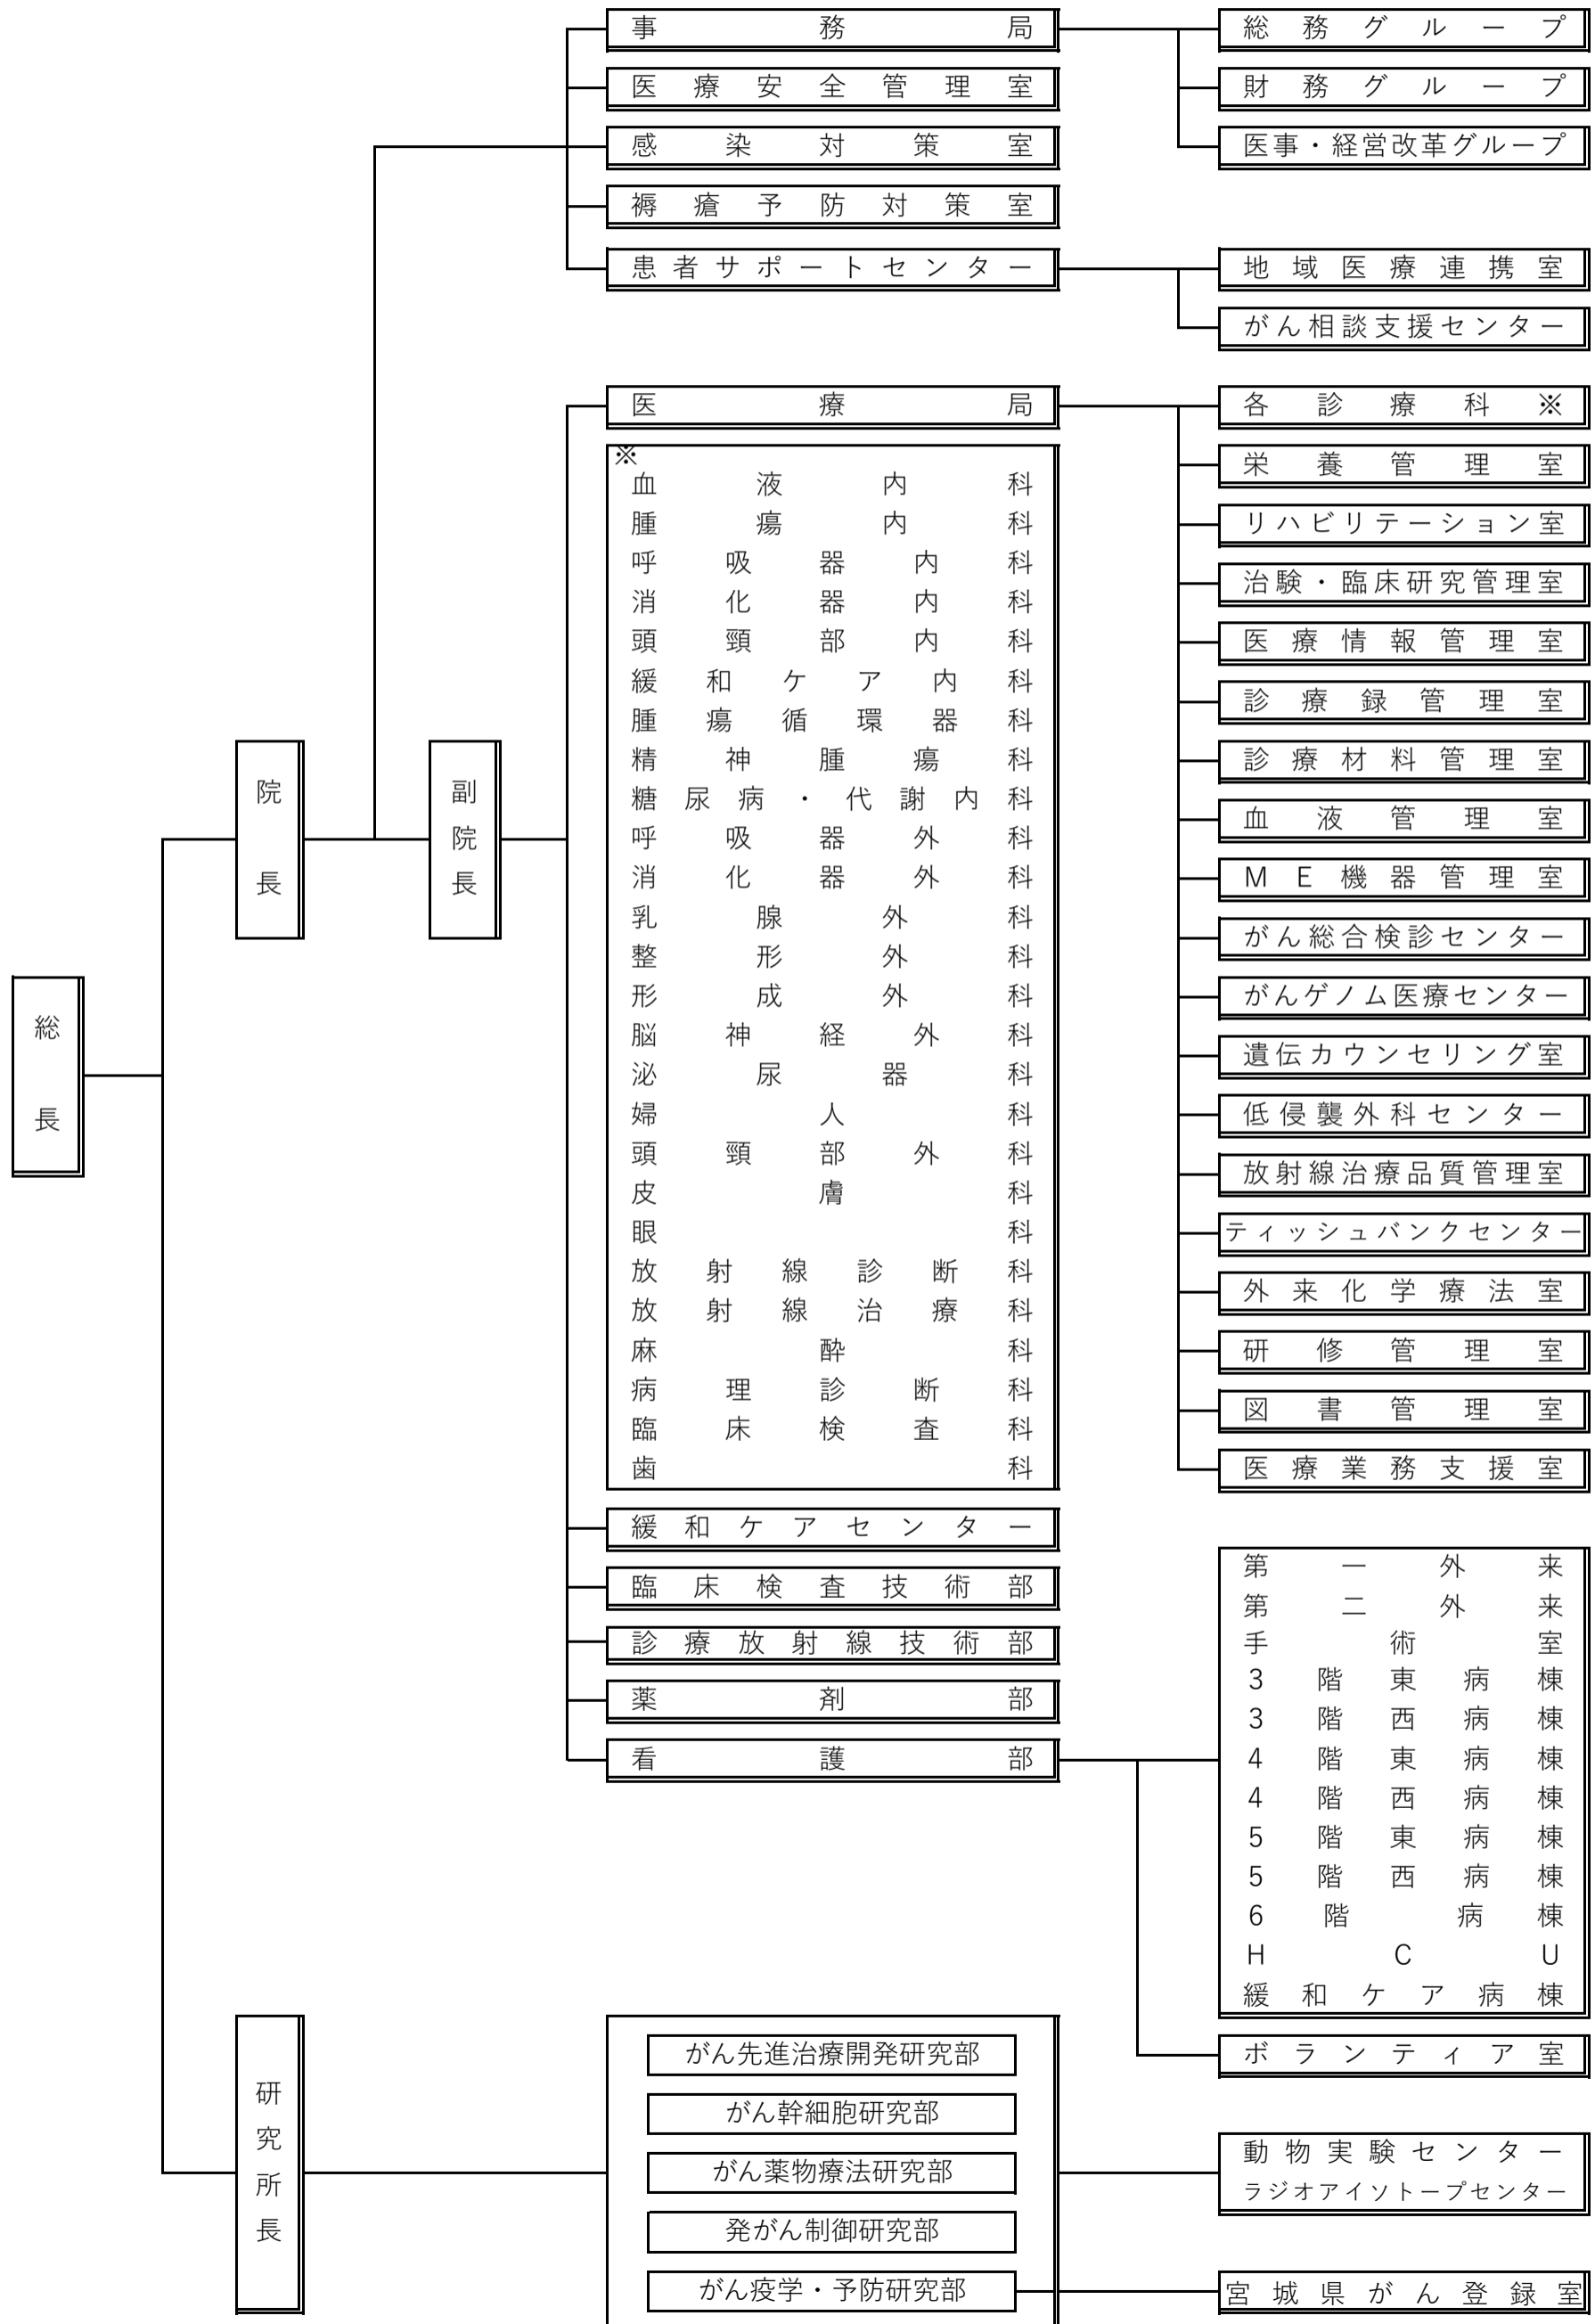 事務局
総務グループ
医療安全管理室
財務グループ
感染対策室
医事・経営改革グループ
褥瘡予防対策室
患者サポートセンター
地域医療連携室
がん相談支援センター
医療局
各診療科※
※
血液内科
腫瘍内科
呼吸器内科
消化器内科
頭頸部内科
緩和ケア内科
腫瘍循環器科
精神腫瘍科
糖尿病・代謝内科
呼吸器外科
消化器外科
乳腺外科
整形外科
形成外科
脳神経外科
泌尿器科
婦人科
頭頸部外科
皮膚科
眼科
放射線診断科
放射線治療科
麻酔科
病理診断科
臨床検査科
歯科
栄養管理室
リハビリテーション室
治験・臨床研究管理室
医療情報管理室
診療録管理室
診療材料管理室
血液管理室
ME機器管理室
がん総合検診センター
がんゲノム医療センター
遺伝カウンセリング室
低侵襲外科センター
放射線治療品質管理室
ティッシュバンクセンター
外来化学療法室
研修管理室
図書管理室
医療業務支援室
院長
副院長
総長
緩和ケアセンター
臨床検査技術部
診療放射線技術部
薬剤部
看護部
第一外来
第二外来
手術室
3階東病棟
3階西病棟
4階東病棟
4階西病棟
5階東病棟
5階西病棟
6階病棟
HCU
緩和ケア病棟
ボランティア室
研究所長
がん先進治療開発研究部
がん幹細胞研究部
がん薬物療法研究部
発がん制御研究部
がん疫学・予防研究部
動物実験センター
ラジオアイソトープセンター
宮城県がん登録室